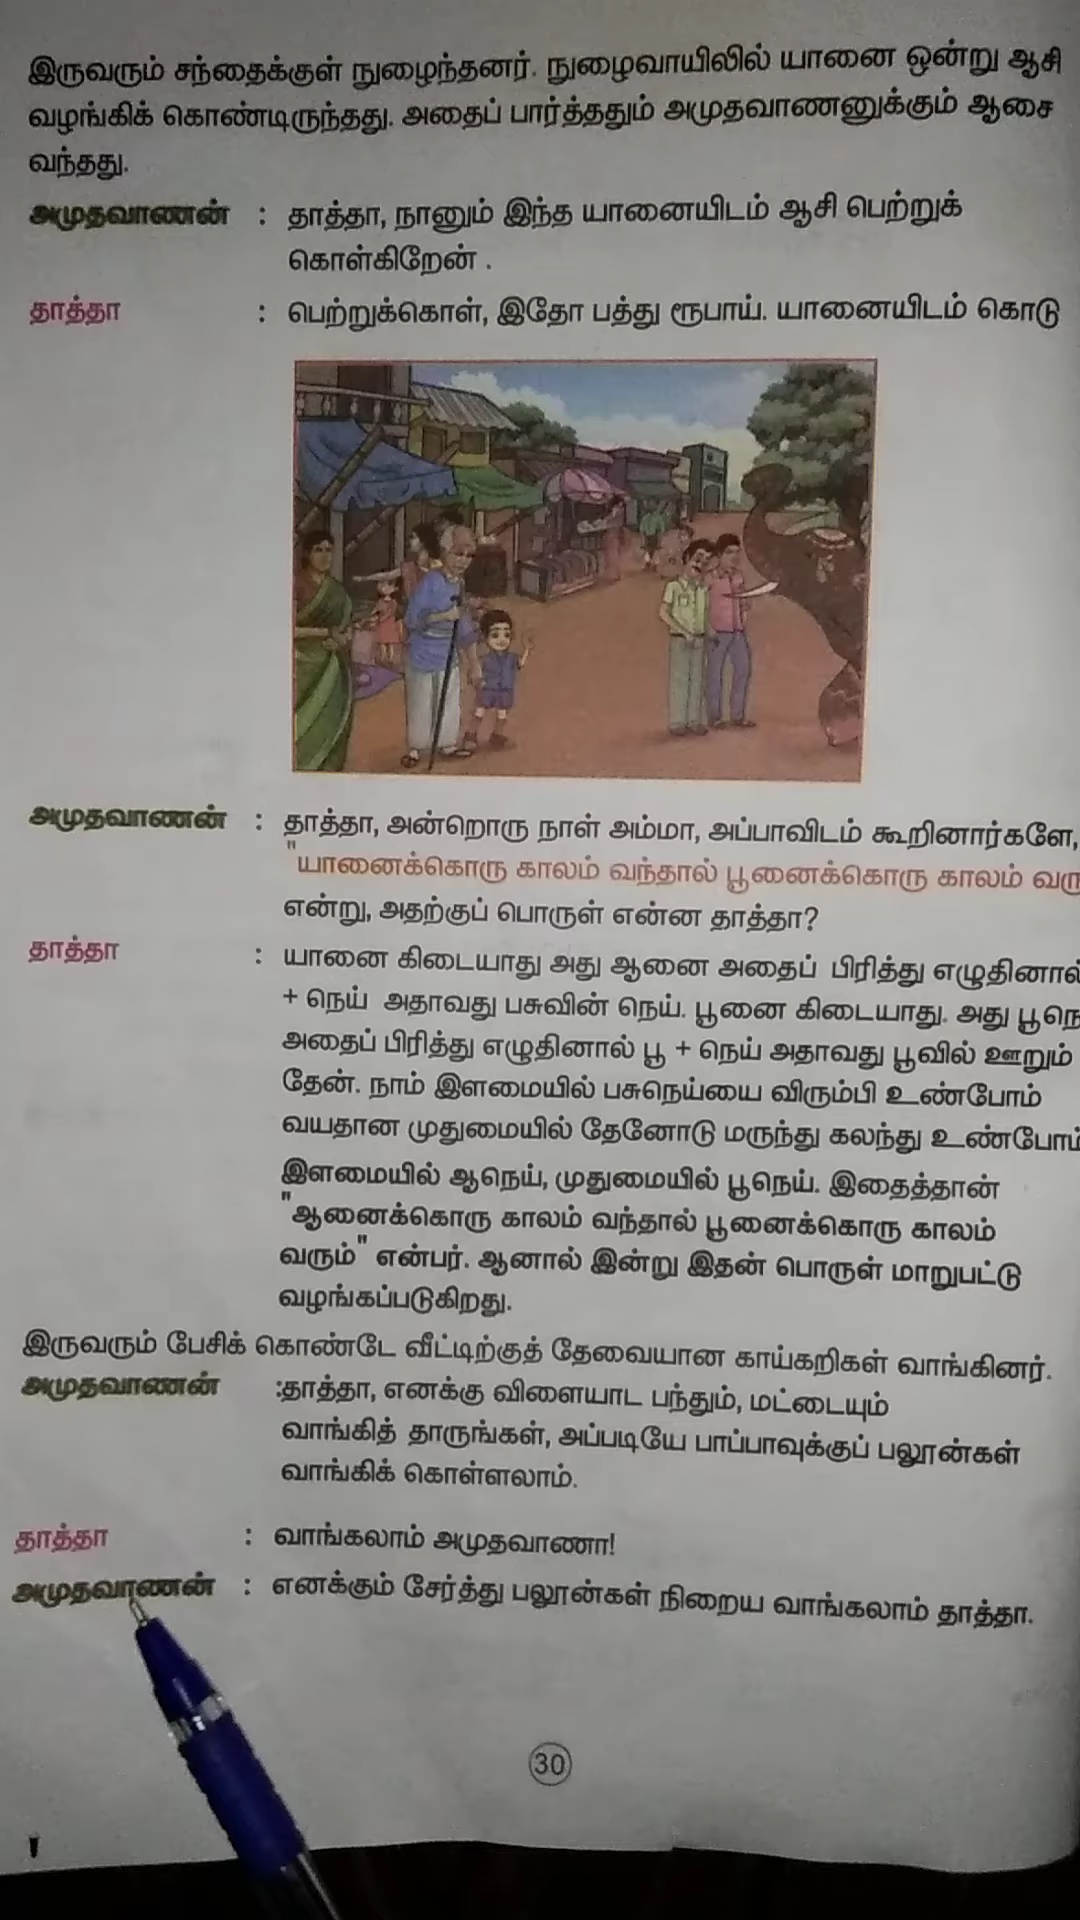 இருவரும் சந்தைக்குள் நுழைந்தனர். நுழைவாயிலில் யானை ஒன்று ஆசி
வழங்கிக் கொண்டிருந்தது. அதைப் பார்த்ததும் அமுதவாணனுக்கும் ஆசை
வந்தது.
அமுதவாணன் : தாத்தா, நானும் இந்த யானையிடம் ஆசி பெற்றுக்
கொள்கிறேன் .
தாத்தா : பெற்றுக்கொள், இதோ பத்து ரூபாய். யானையிடம் கொடு
அமுதவாணன் : தாத்தா, அன்றொரு நாள் அம்மா, அப்பாவிடம் கூறினார்களே,
"யானைக்கொரு காலம் வந்தால் பூனைக்கொரு காலம் வரு
என்று, அதற்குப் பொருள் என்ன தாத்தா?
தாத்தா : யானை கிடையாது அது ஆனை அதைப் பிரித்து எழுதினால்
+ நெய் அதாவது பசுவின் நெய். பூனை கிடையாது. அது பூநெ
அதைப் பிரித்து எழுதினால் பூ + நெய் அதாவது பூவில் ஊறும்
தேன். நாம் இளமையில் பசுநெய்யை விரும்பி உண்போம்
வயதான முதுமையில் தேனோடு மருந்து கலந்து உண்போம்
இளமையில் ஆநெய், முதுமையில் பூநெய். இதைத்தான்
"ஆனைக்கொரு காலம் வந்தால் பூனைக்கொரு காலம்
வரும்" என்பர். ஆனால் இன்று இதன் பொருள் மாறுபட்டு
வழங்கப்படுகிறது.
இருவரும் பேசிக் கொண்டே வீட்டிற்குத் தேவையான காய்கறிகள் வாங்கினர்.
அமுதவாணன் :தாத்தா, எனக்கு விளையாட பந்தும், மட்டையும்
வாங்கித் தாருங்கள், அப்படியே பாப்பாவுக்குப் பலூன்கள்
வாங்கிக் கொள்ளலாம்.
தாத்தா : வாங்கலாம் அமுதவாணா!
அமுதவாணன் : எனக்கும் சேர்த்து பலூன்கள் நிறைய வாங்கலாம் தாத்தா.
30